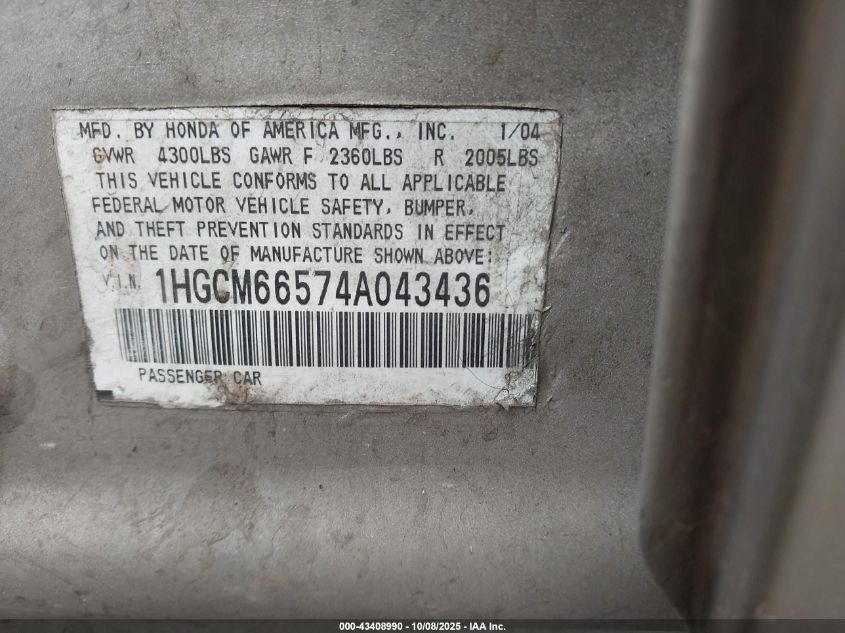 MFD. BY HONDA OF AMERICA MFG., INC. 1/04
GVWR 4300LBS GAWR F 2360LBS R 2005LBS
THIS VEHICLE CONFORMS TO ALL APPLICABLE
FEDERAL MOTOR VEHICLE SAFETY, BUMPER,
AND THEFT PREVENTION STANDARDS IN EFFECT
ON THE DATE OF MANUFACTURE SHOWN ABOVE:
V.I.N. 1HGCM66574A043436
PASSENGER CAR
000-43408990 - 10/08/2025 - IAA Inc.